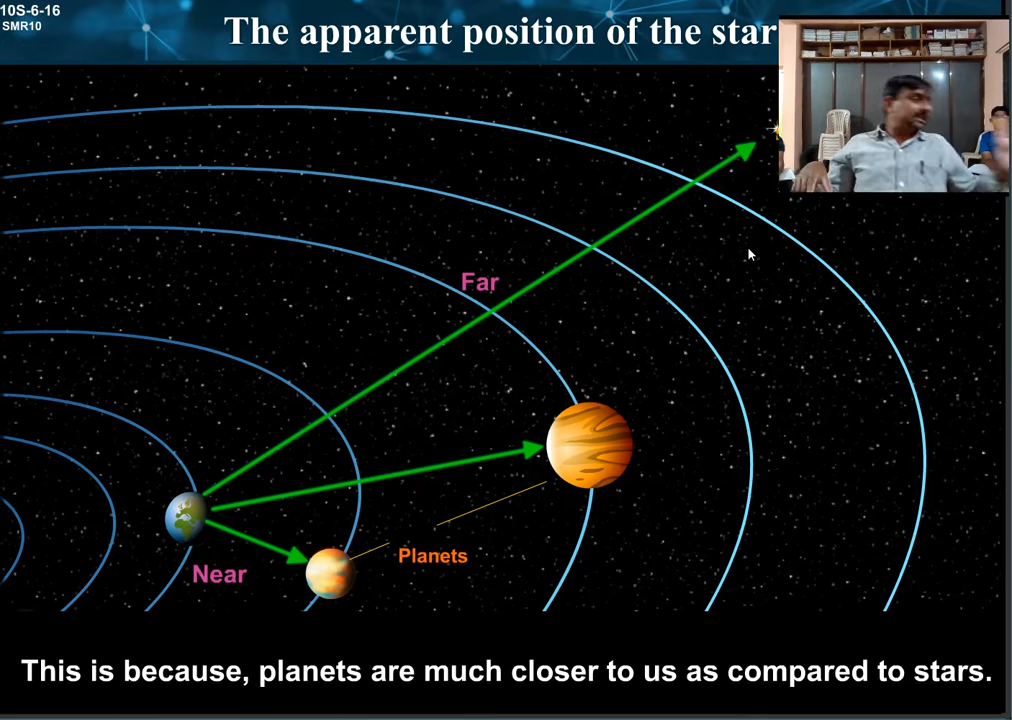 10S-6-16
SMR10
The apparent position of the star
Far
Planets
Near
This is because, planets are much closer to us as compared to stars.